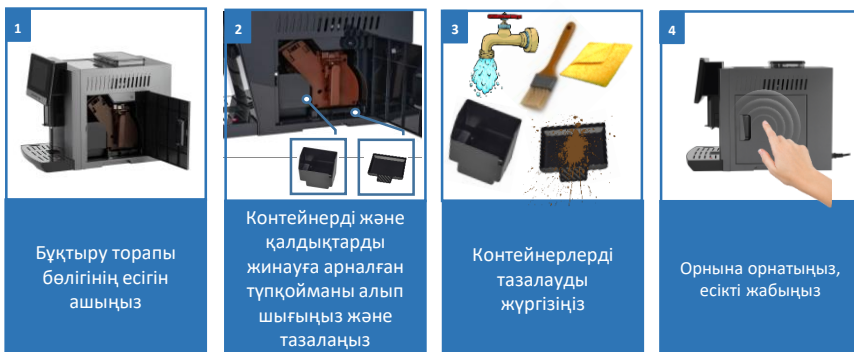 1
Бұқтыру торапы
бөлігінің есігін
ашыңыз
2
Контейнерді және
қалдықтарды
жинауға арналған
түпқойманы алып
шығыңыз және
тазалаңыз
3
Контейнерлерді
тазалауды
жүргізіңіз
4
Орнына орнатыңыз,
есікті жабыңыз